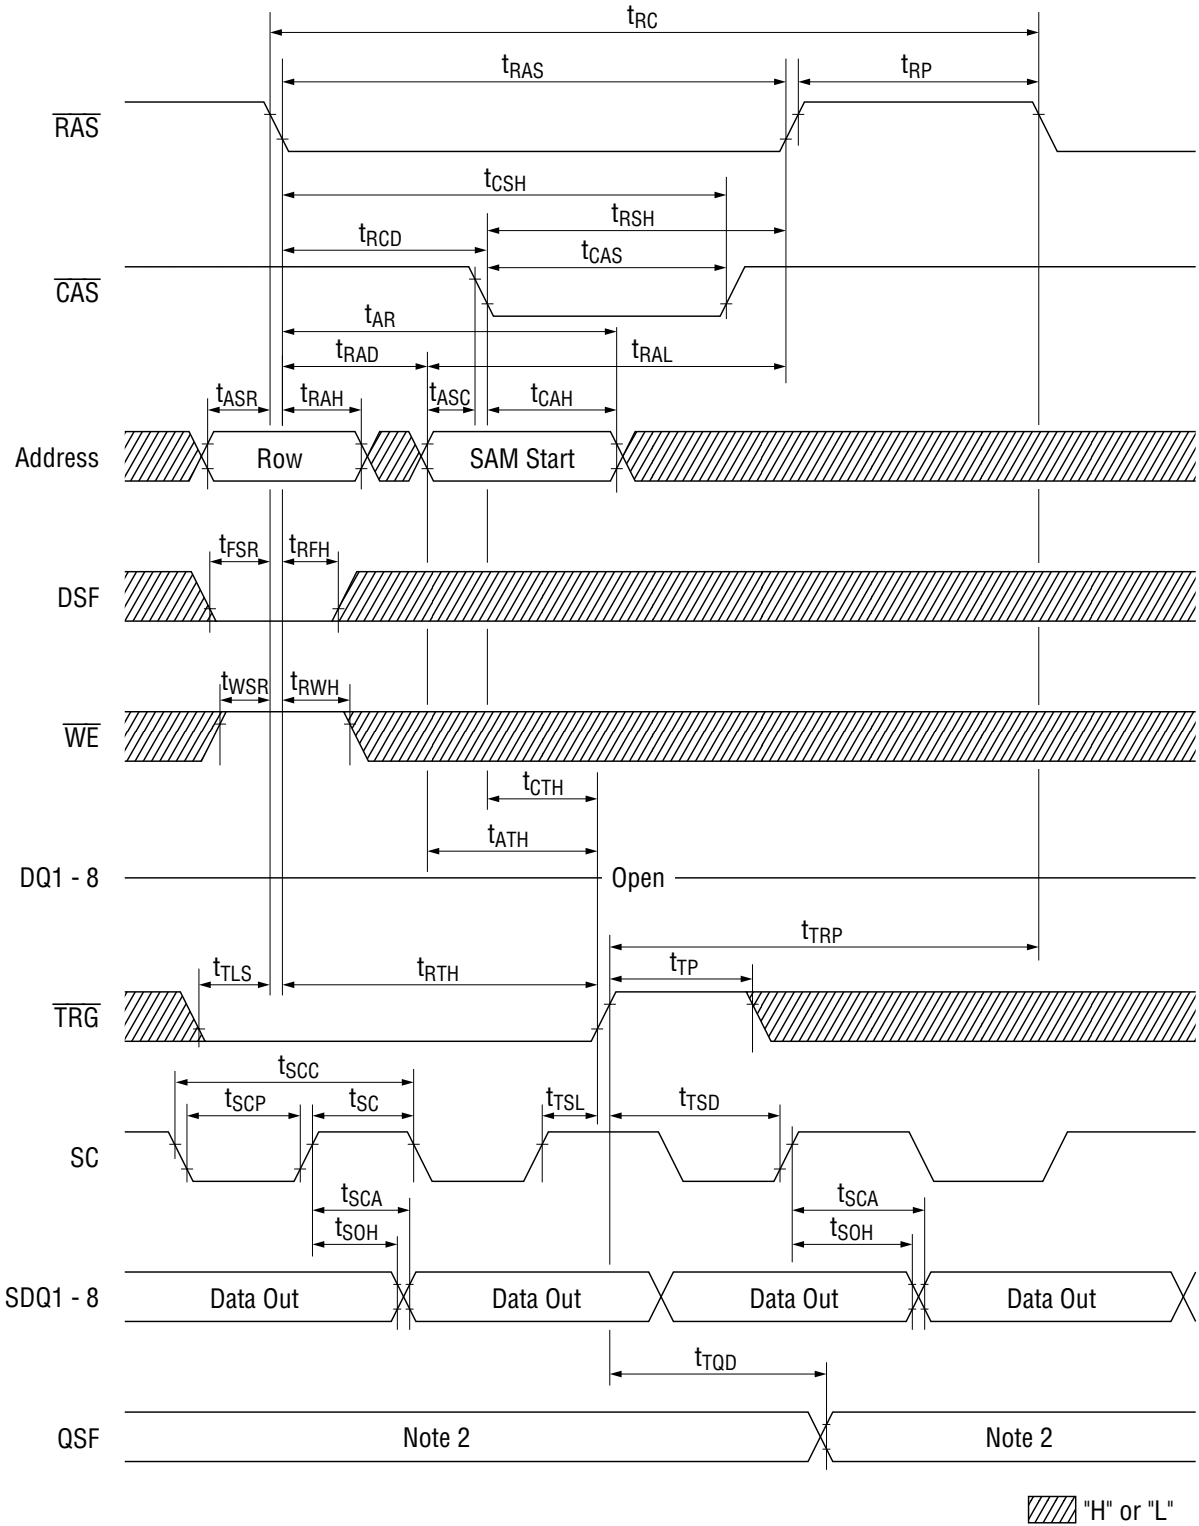 tRC
tRAS
tRP
RAS
tCSH
tRSH
tRCD
tCAS
CAS
tAR
tRAD
tRAL
tASR
tRAH
tASC
tCAH
Address
Row
SAM Start
tFSR
tRFH
DSF
tWSR
tRWH
WE
tCTH
tATH
DQ1 - 8
Open
tTRP
tTLS
tRTH
tTP
TRG
tSCC
tSCP
tSC
tTSL
tTSD
SC
tSCA
tSCA
tSOH
tSOH
SDQ1 - 8
Data Out
Data Out
Data Out
Data Out
tTQD
QSF
Note 2
Note 2
"H" or "L"